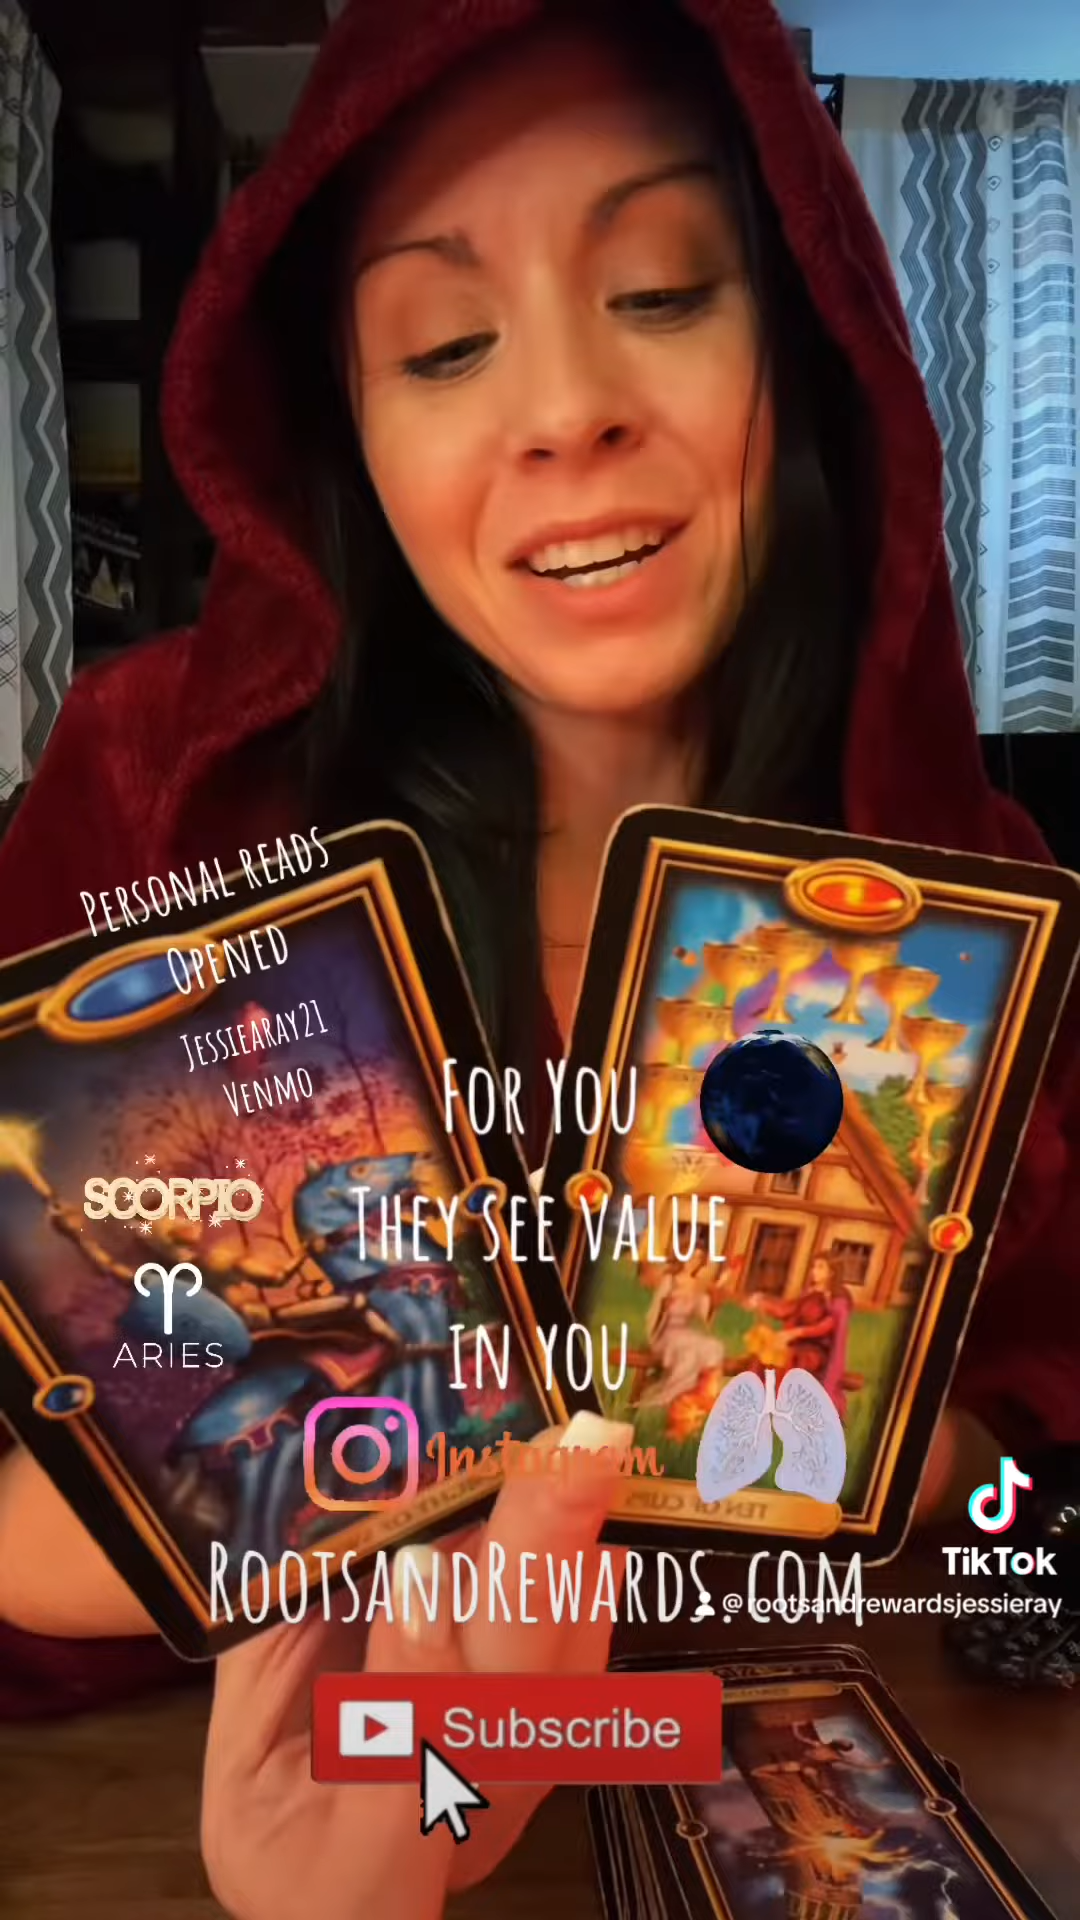 PERSONAL READS
OPENED
JESSIEARAY21
VENMO
FOR YOU
THEY SEE VALUE
IN YOU
SCORPIO
ARIES
Instagram
TEN OF CUPS
ROOTSANDREWARDS.COM
TikTok
@rootsandrewardsjessieray
Subscribe